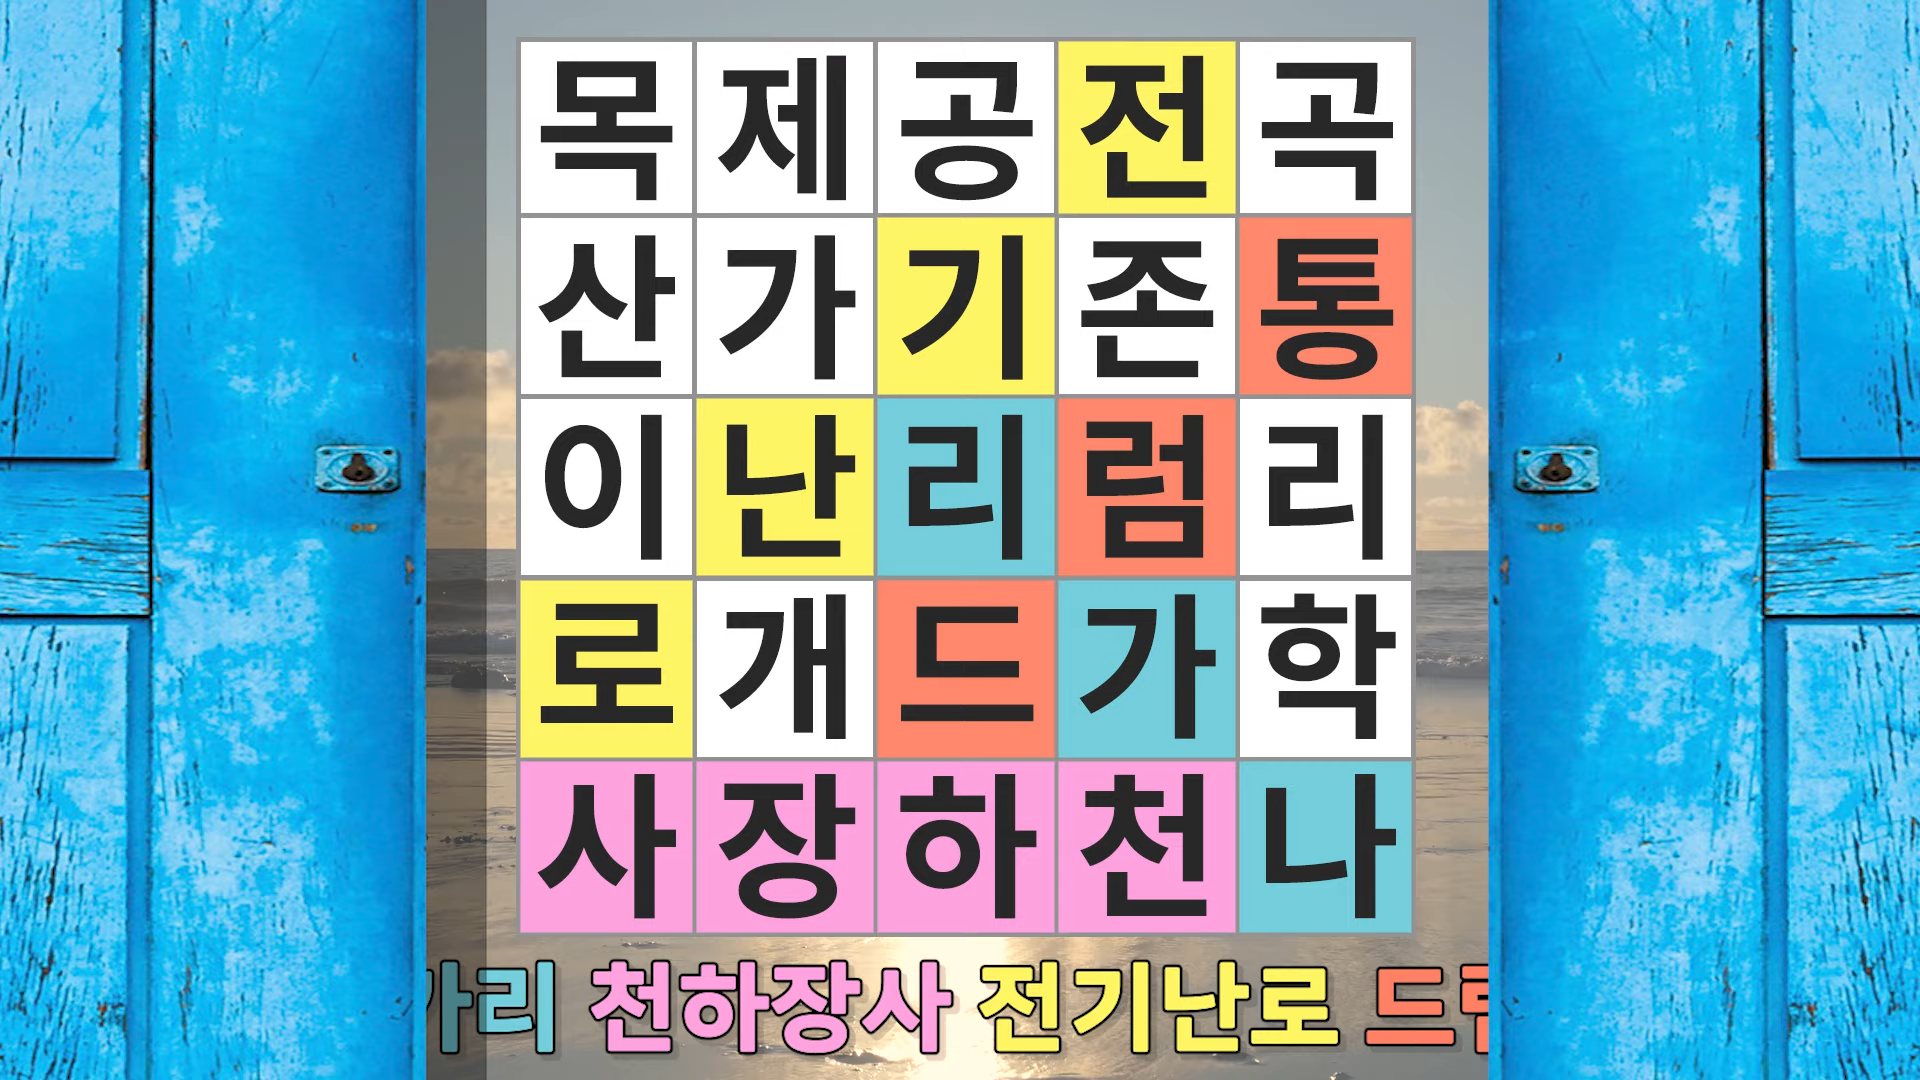 목 제 공 전 곡
산 가 기 존 통
이 난 리 럼 리
로 개 드 가 학
사 장 하 천 나
리 천하장사 전기난로 드